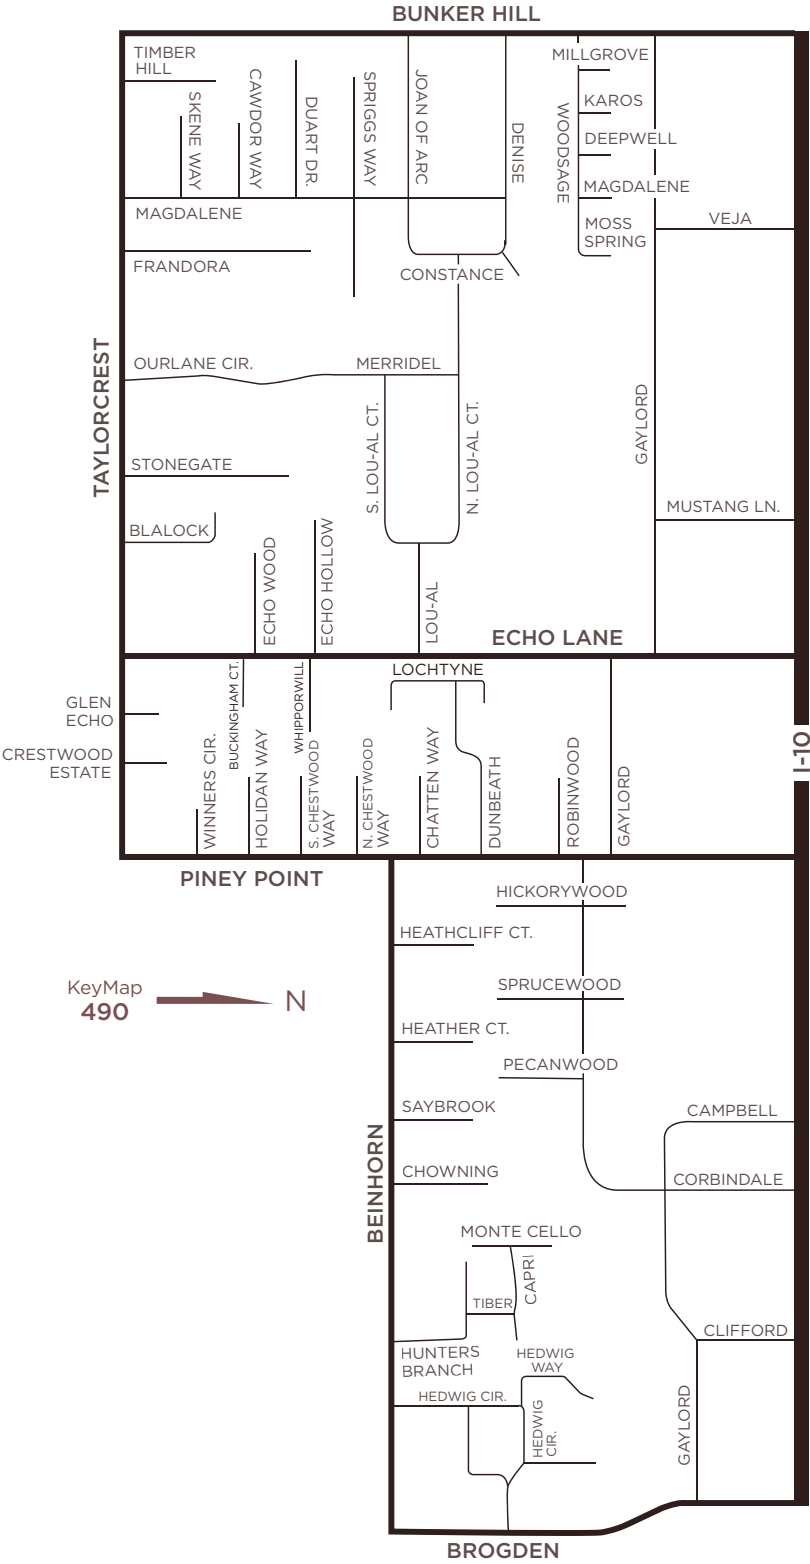 BUNKER HILL
TIMBER
HILL
SKENE WAY
CAWDOR WAY
DUART DR.
SPRIGGS WAY
JOAN OF ARC
DENISE
WOODSAGE
MILLGROVE
KAROS
DEEPWELL
MAGDALENE
MOSS
SPRING
VEJA
MAGDALENE
FRANDORA
CONSTANCE
TAYLORCREST
OURLANE CIR.
MERRIDEL
S. LOU-AL CT.
N. LOU-AL CT.
GAYLORD
STONEGATE
MUSTANG LN.
BLALOCK
ECHO WOOD
ECHO HOLLOW
LOU-AL
ECHO LANE
GLEN
ECHO
CRESTWOOD
ESTATE
BUCKINGHAM CT.
WHIPPORWILL
LOCHTYNE
WINNERS CIR.
HOLIDAN WAY
S. CHESTWOOD
WAY
N. CHESTWOOD
WAY
CHATTEN WAY
DUNBEATH
ROBINWOOD
GAYLORD
I-10
PINEY POINT
HICKORYWOOD
HEATHCLIFF CT.
SPRUCEWOOD
KeyMap
490
N
HEATHER CT.
PECANWOOD
SAYBROOK
CAMPBELL
BEINHORN
CHOWNING
CORBINDALE
MONTE CELLO
CAPRI
TIBER
CLIFFORD
HUNTERS
BRANCH
HEDWIG
WAY
HEDWIG CIR.
HEDWIG
CIR.
GAYLORD
BROGDEN